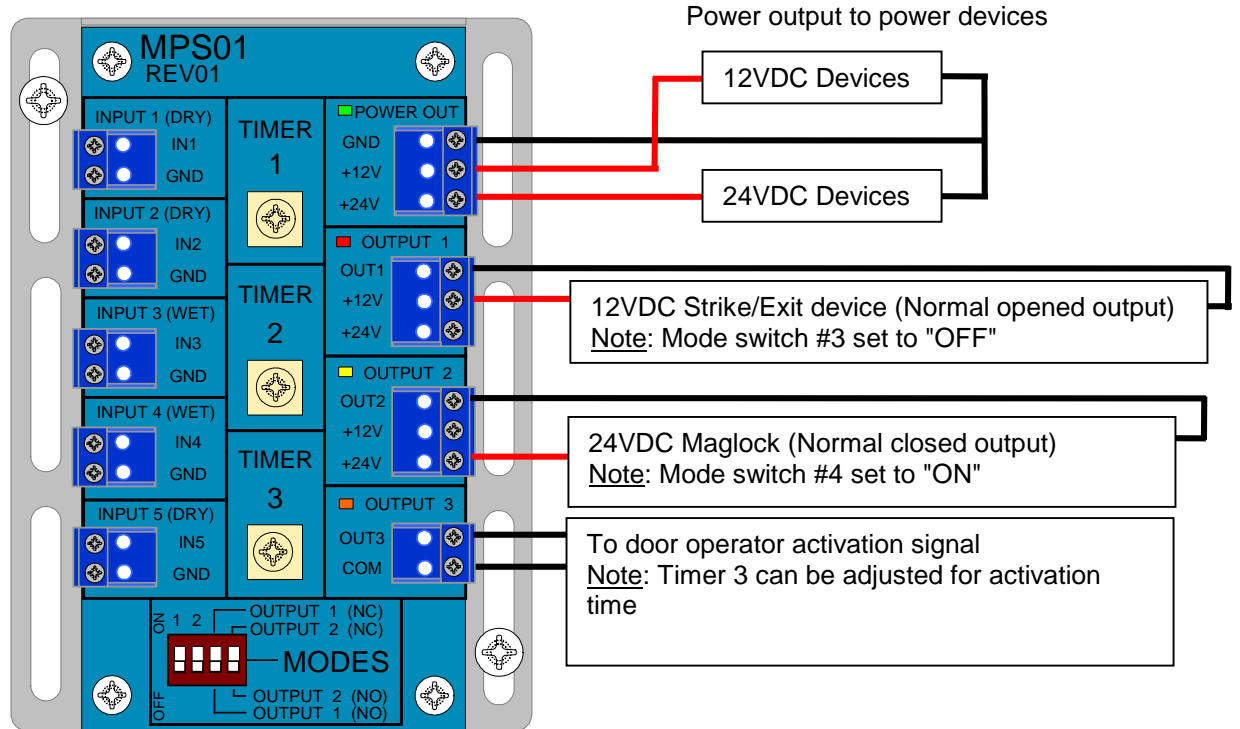 Power output to power devices
MPS01
REV01
12VDC Devices
24VDC Devices
INPUT 1 (DRY)
IN1
GND
INPUT 2 (DRY)
IN2
GND
INPUT 3 (WET)
IN3
GND
INPUT 4 (WET)
IN4
GND
INPUT 5 (DRY)
IN5
GND
TIMER
1
TIMER
2
TIMER
3
POWER OUT
GND
+12V
+24V
OUTPUT 1
OUT1
+12V
+24V
OUTPUT 2
OUT2
+12V
+24V
OUTPUT 3
OUT3
COM
12VDC Strike/Exit device (Normal opened output)
Note: Mode switch #3 set to "OFF"
24VDC Maglock (Normal closed output)
Note: Mode switch #4 set to "ON"
To door operator activation signal
Note: Timer 3 can be adjusted for activation
time
ON
1 2
OUTPUT 1 (NC)
OUTPUT 2 (NC)
MODES
OFF
OUTPUT 2 (NO)
OUTPUT 1 (NO)